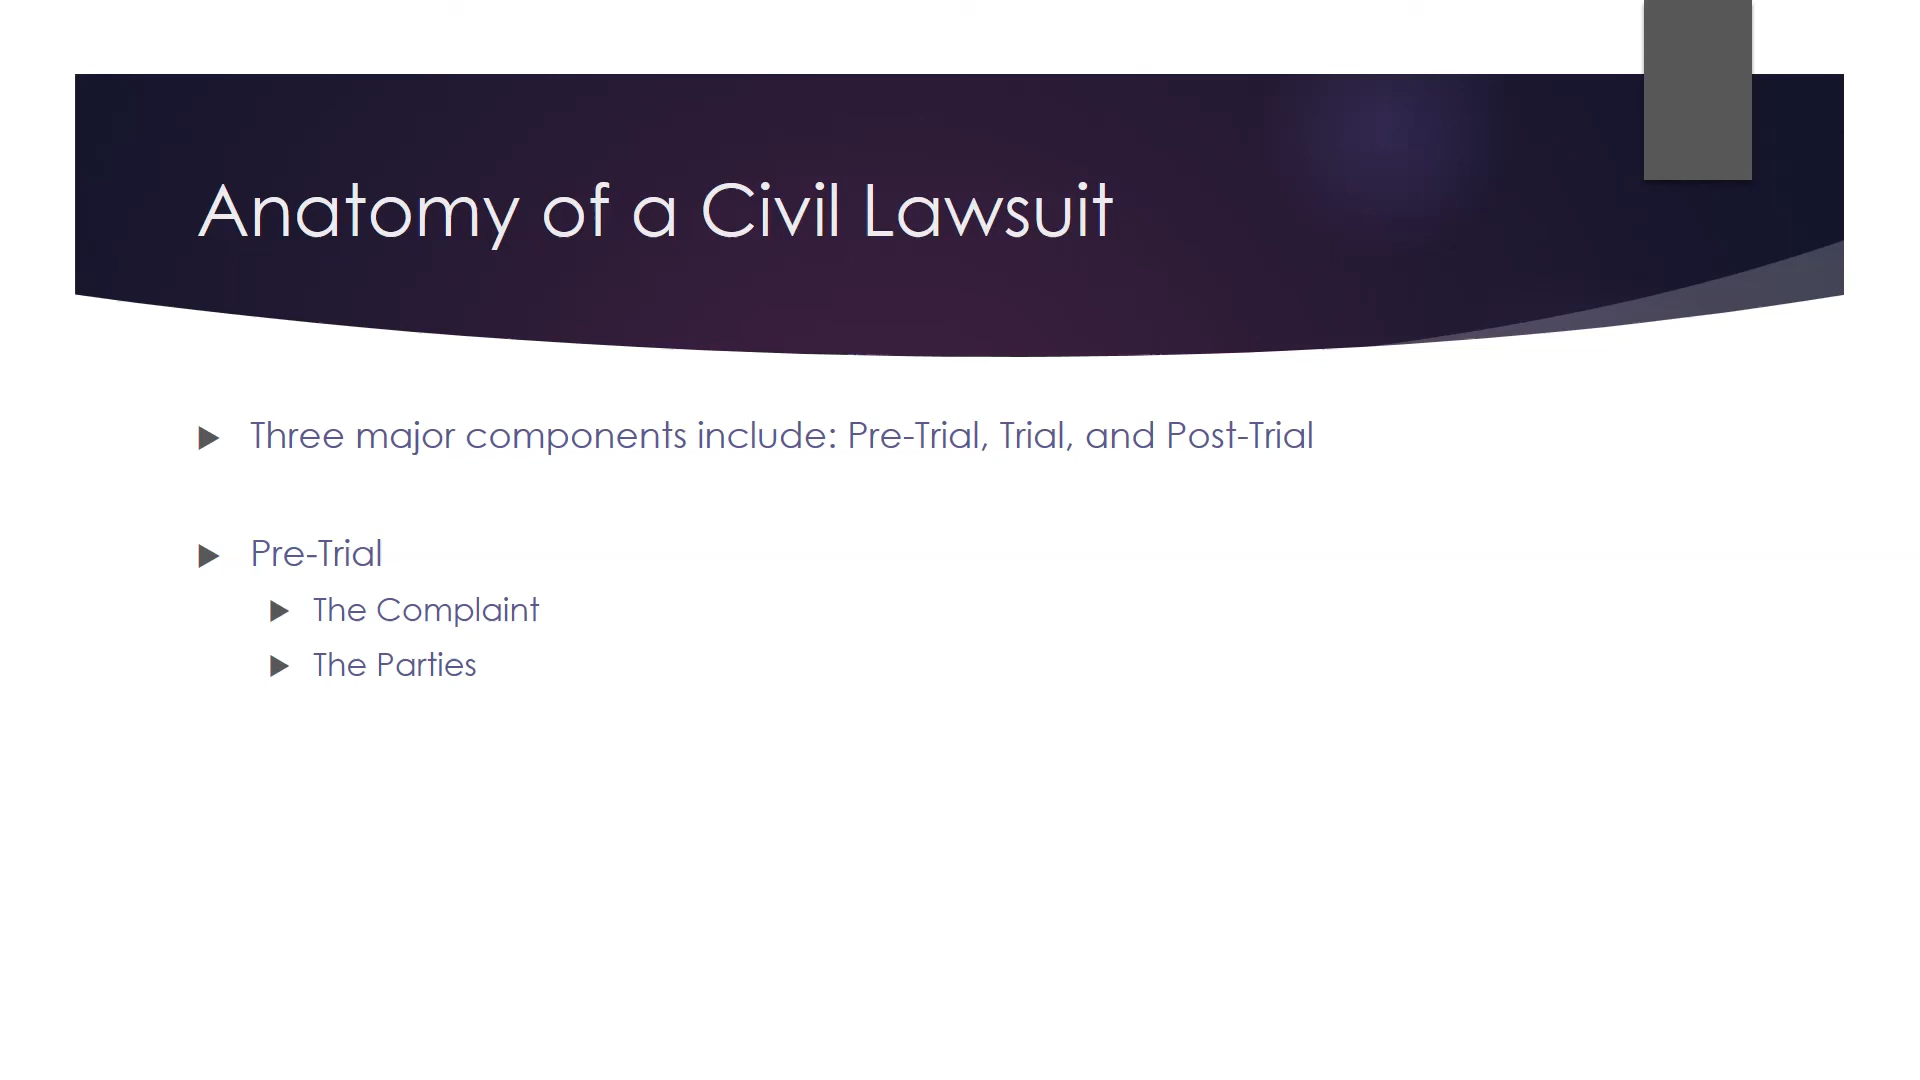 Anatomy of a Civil Lawsuit
Three major components include: Pre-Trial, Trial, and Post-Trial
Pre-Trial
The Complaint
The Parties